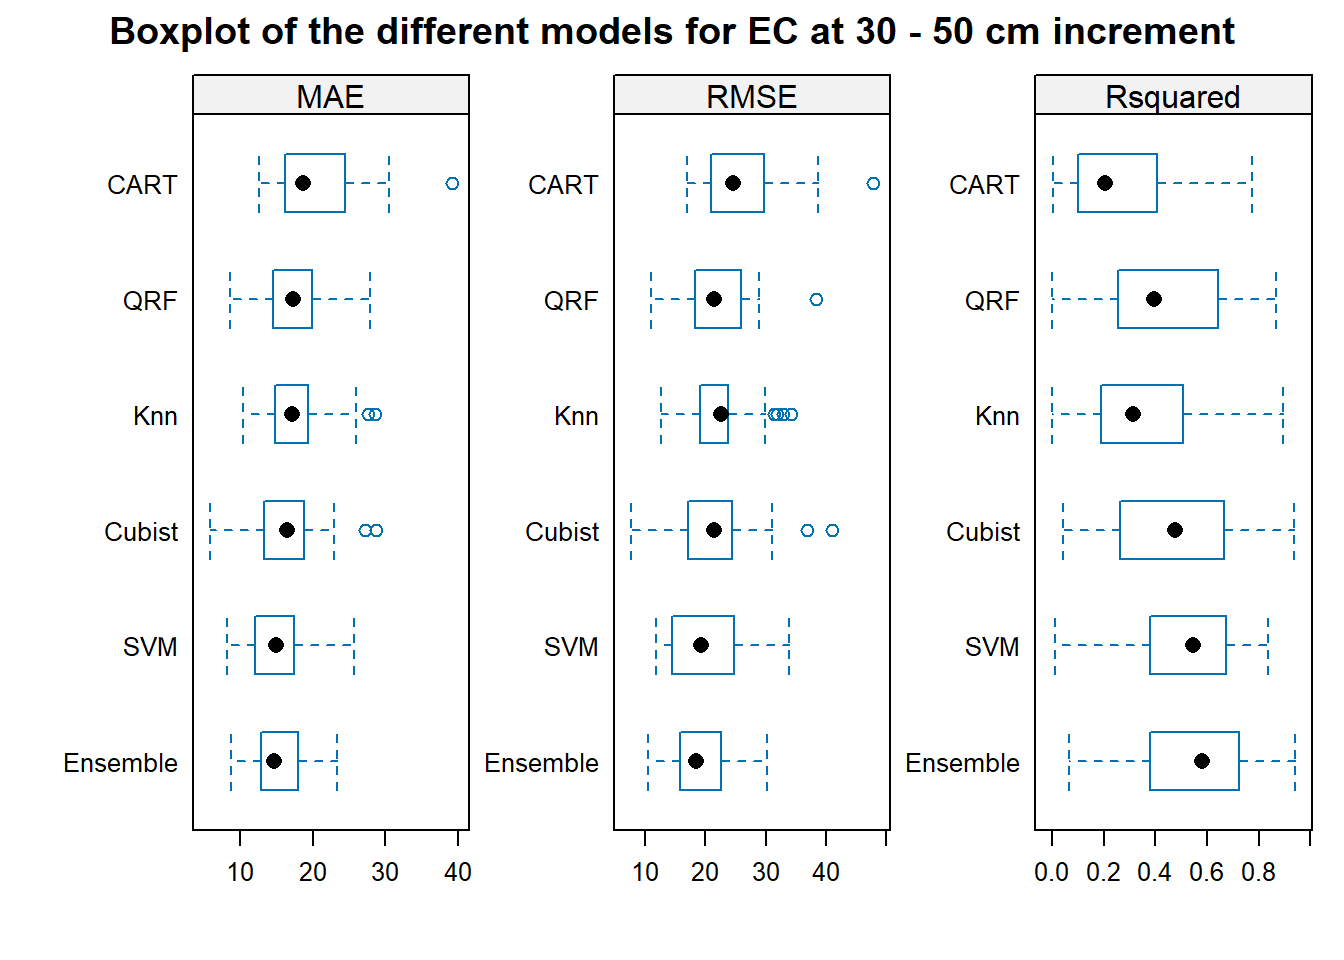 Boxplot of the different models for EC at 30 - 50 cm increment
MAE
CART
QRF
Knn
Cubist
SVM
Ensemble
10 20 30 40
RMSE
CART
QRF
Knn
Cubist
SVM
Ensemble
10 20 30 40
Rsquared
CART
QRF
Knn
Cubist
SVM
Ensemble
0.0 0.2 0.4 0.6 0.8